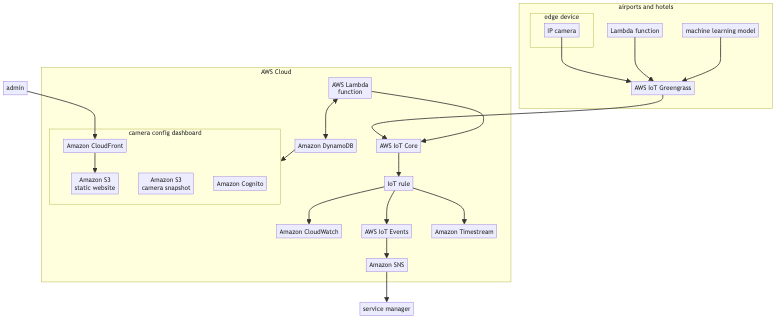 airports and hotels
edge device
IP camera
Lambda function
machine learning model
AWS IoT Greengrass
AWS Cloud
admin
AWS Lambda
function
camera config dashboard
Amazon CloudFront
Amazon DynamoDB
AWS IoT Core
Amazon S3
static website
Amazon S3
camera snapshot
Amazon Cognito
IoT rule
Amazon CloudWatch
AWS IoT Events
Amazon Timestream
Amazon SNS
service manager